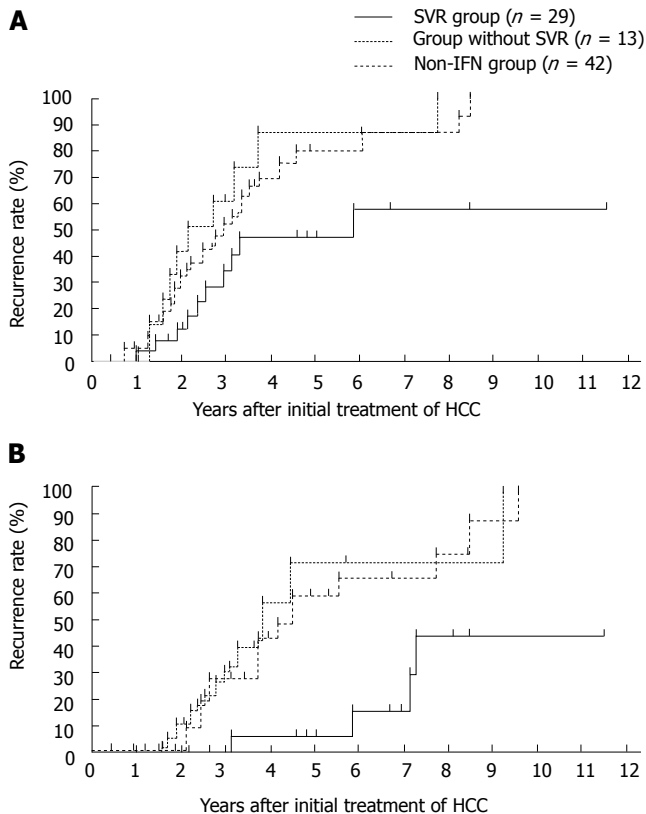 A
SVR group (n = 29)
Group without SVR (n = 13)
Non-IFN group (n = 42)
100
90
80
70
60
50
40
30
20
10
0
Recurrence rate (%)
0 1 2 3 4 5 6 7 8 9 10 11 12
Years after initial treatment of HCC
B
100
90
80
70
60
50
40
30
20
10
0
Recurrence rate (%)
0 1 2 3 4 5 6 7 8 9 10 11 12
Years after initial treatment of HCC